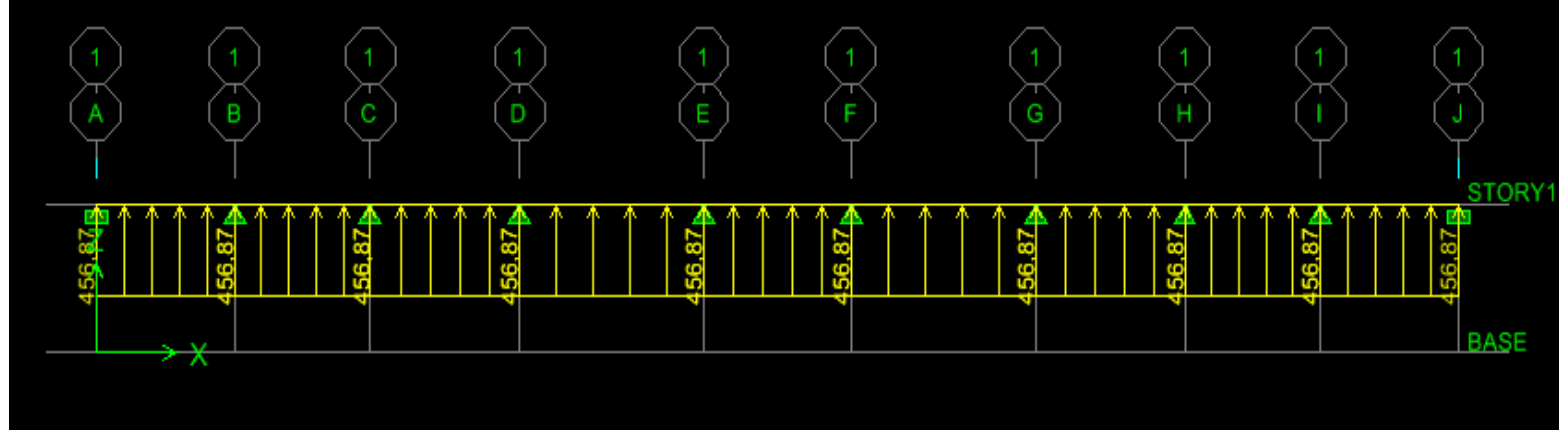 1 1 1 1 1 1 1 1 1 1
A B C D E F G H I J
STORY1
456,87 456,87 456,87 456,87 456,87 456,87 456,87 456,87 456,87 456,87
Z
X
BASE